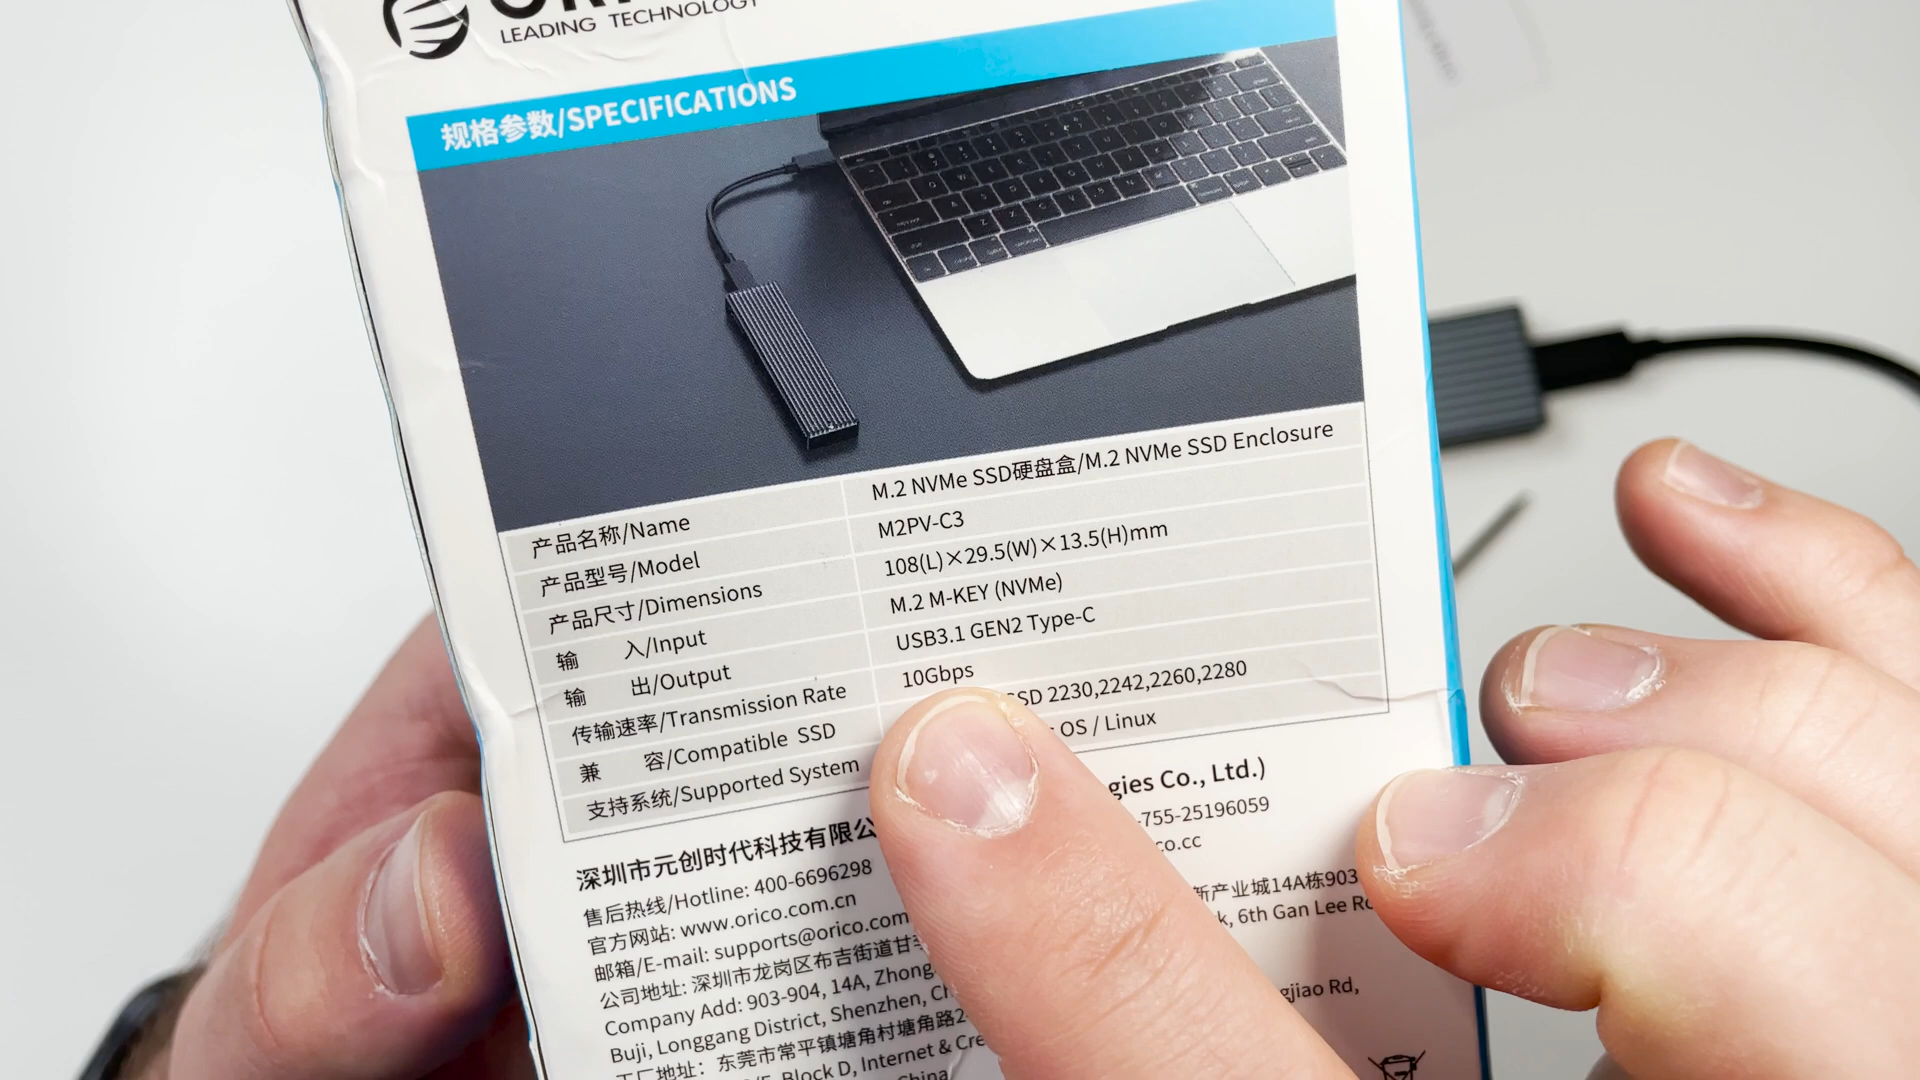 LEADING TECHNOLOGY
规格参数/SPECIFICATIONS
产品名称/Name M.2 NVMe SSD硬盘盒/M.2 NVMe SSD Enclosure
产品型号/Model M2PV-C3
产品尺寸/Dimensions 108(L)×29.5(W)×13.5(H)mm
输 入/Input M.2 M-KEY (NVMe)
输 出/Output USB3.1 GEN2 Type-C
传输速率/Transmission Rate 10Gbps
兼 容/Compatible SSD SSD 2230,2242,2260,2280
支持系统/Supported System OS / Linux
深圳市元创时代科技有限公 gies Co., Ltd.)
售后热线/Hotline: 400-6696298 -755-25196059
官方网站: www.orico.com.cn co.cc
邮箱/E-mail: supports@orico.com
公司地址: 深圳市龙岗区布吉街道甘 新产业城14A栋903
Company Add: 903-904, 14A, Zhong k, 6th Gan Lee
Buji, Longgang District, Shenzhen,
工厂地址: 东莞市常平镇塘角村塘角路2 gjiao Rd,
Block D, Internet &
China